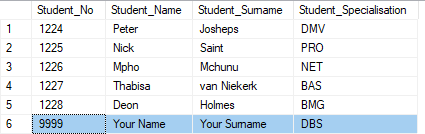 Student_No Student_Name Student_Surname Student_Specialisation
1 1224 Peter Josheps DMV
2 1225 Nick Saint PRO
3 1226 Mpho Mchunu NET
4 1227 Thabisa van Niekerk BAS
5 1228 Deon Holmes BMG
6 9999 Your Name Your Surname DBS